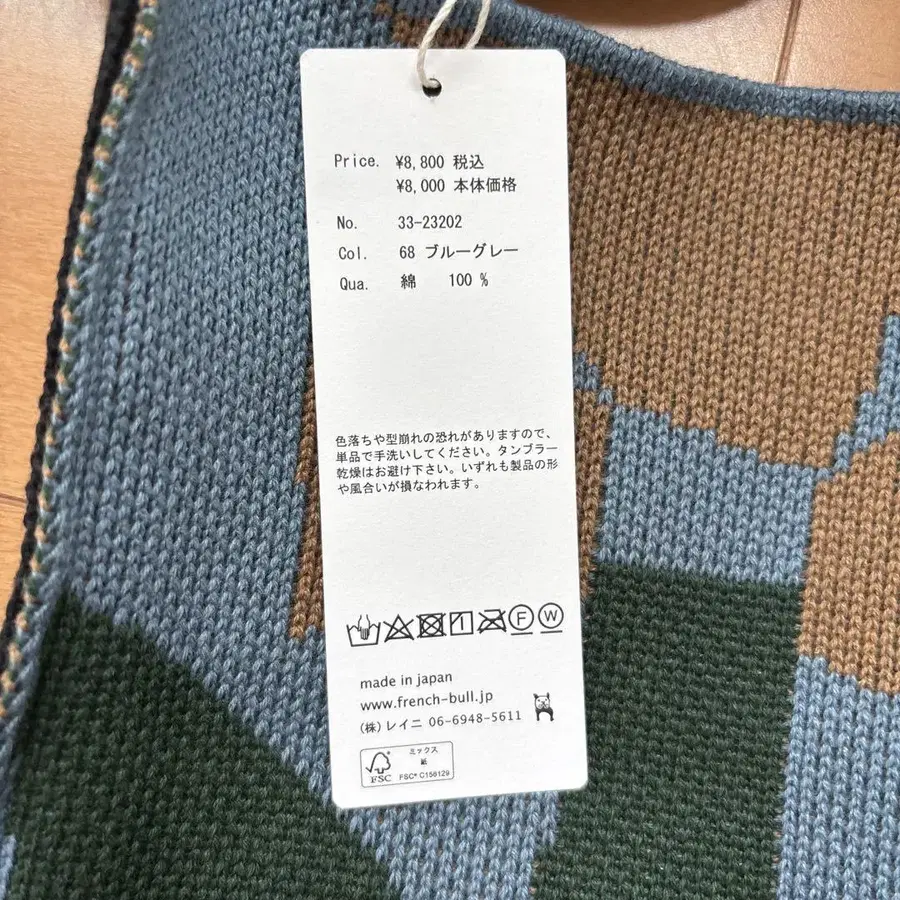 Price. ¥8,800 税込
¥8,000 本体価格
No. 33-23202
Col. 68 ブルーグレー
Qua. 綿 100 %
色落ちや型崩れの恐れがありますので、
単品で手洗いしてください。タンブラー
乾燥はお避け下さい。いずれも製品の形
や風合いが損なわれます。
F W
made in japan
www.french-bull.jp
(株)レイニ 06-6948-5611
ミックス
紙
FSC FSC® C156129